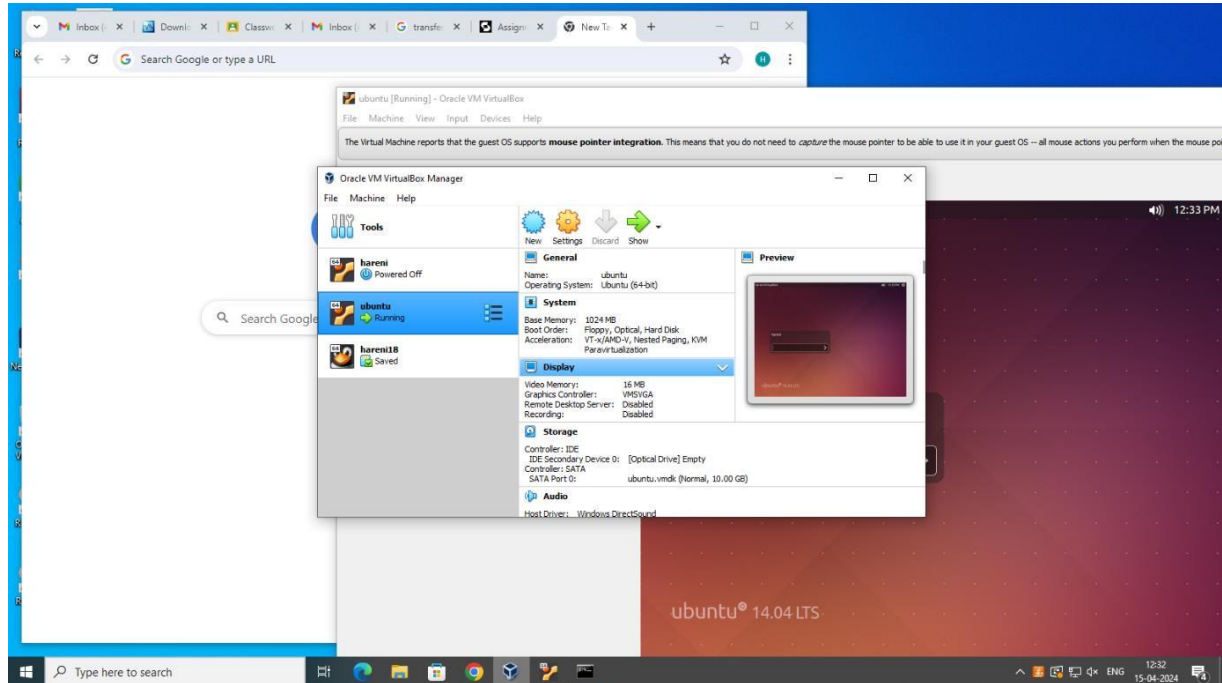 Inbox (
Downlo
Classwo
Inbox (
transfe
Assign
New Ta
Search Google or type a URL
H
ubuntu [Running] - Oracle VM VirtualBox
File Machine View Input Devices Help
The Virtual Machine reports that the guest OS supports mouse pointer integration. This means that you do not need to capture the mouse pointer to be able to use it in your guest OS -- all mouse actions you perform when the mouse poi
Oracle VM VirtualBox Manager
File Machine Help
Tools
New Settings Discard Show
64 hareni
Powered Off
64 ubuntu
Running
64 hareni18
Saved
General
Name: ubuntu
Operating System: Ubuntu (64-bit)
System
Base Memory: 1024 MB
Boot Order: Floppy, Optical, Hard Disk
Acceleration: VT-x/AMD-V, Nested Paging, KVM
Paravirtualization
Display
Video Memory: 16 MB
Graphics Controller: VMSVGA
Remote Desktop Server: Disabled
Recording: Disabled
Storage
Controller: IDE
IDE Secondary Device 0: [Optical Drive] Empty
Controller: SATA
SATA Port 0: ubuntu.vmdk (Normal, 10.00 GB)
Audio
Host Driver: Windows DirectSound
Preview
12:33 PM
Search Google
ubuntu® 14.04 LTS
Type here to search
ENG
12:32
15-04-2024
4